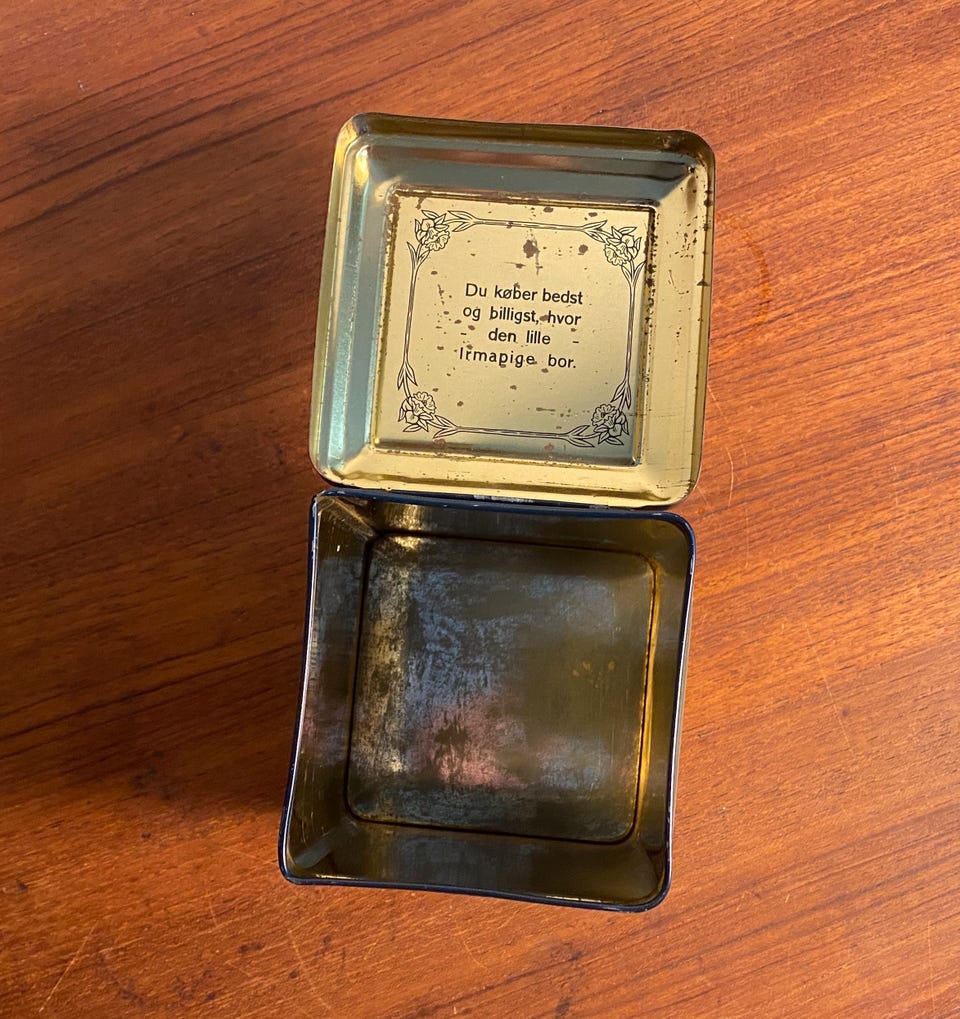 Du køber bedst
og billigst, hvor
- den lille -
Irmapige bor.